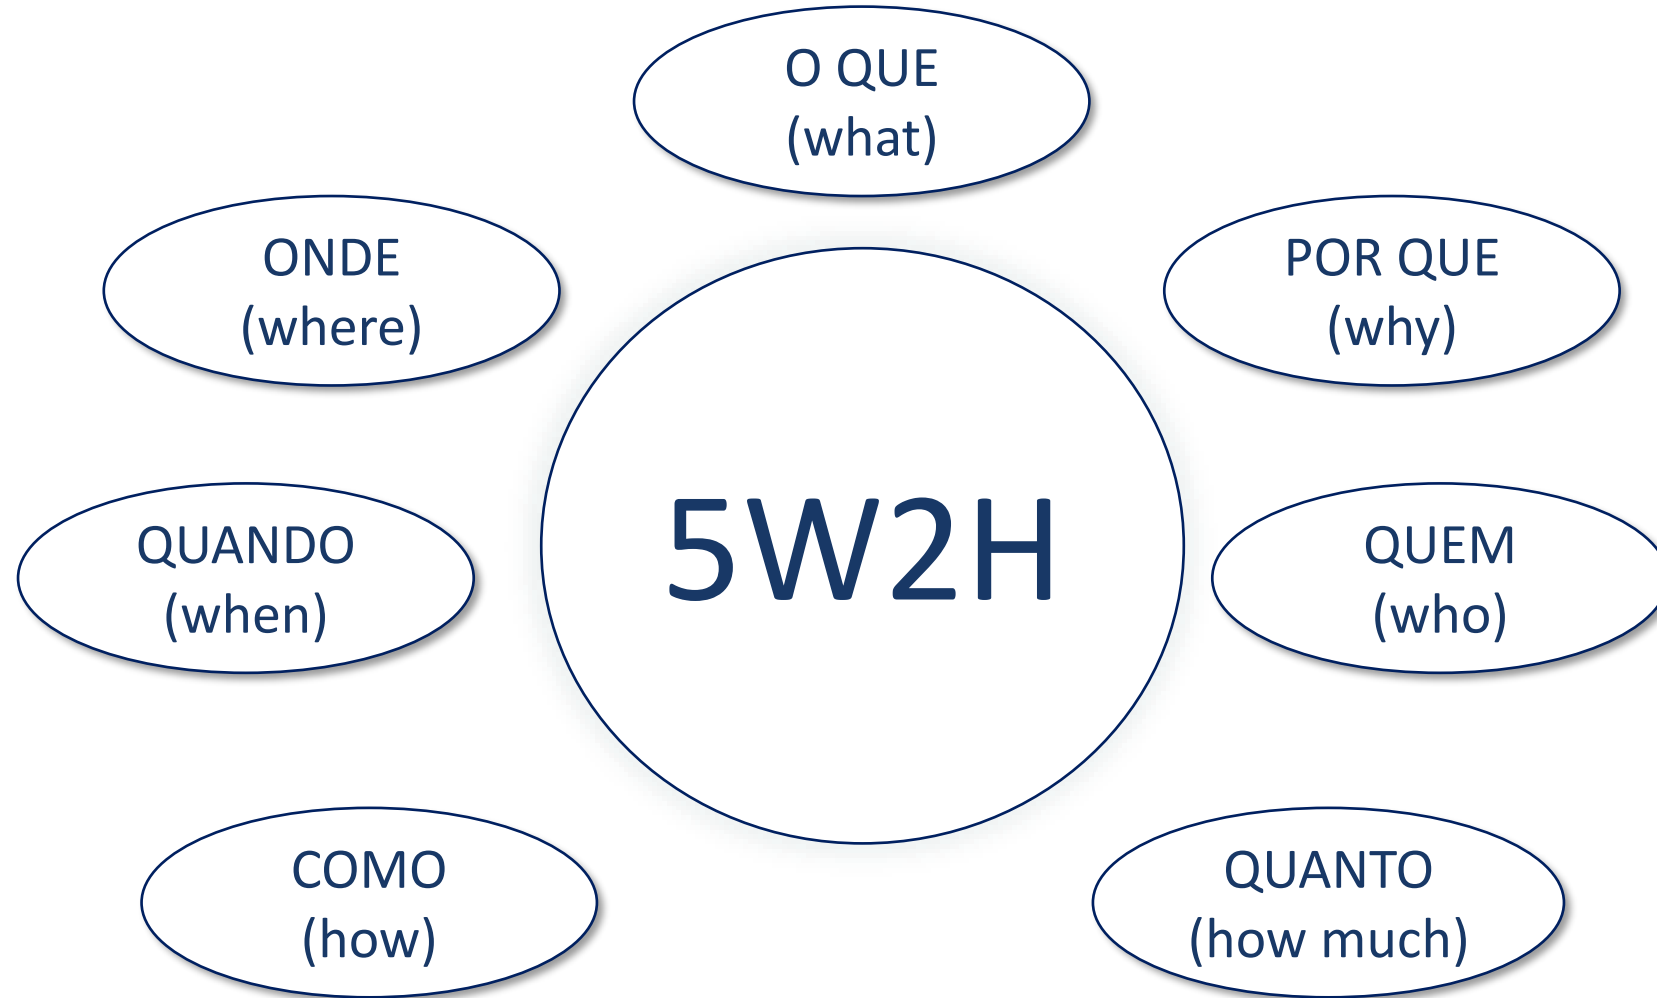 O QUE
(what)
ONDE
(where)
POR QUE
(why)
5W2H
QUANDO
(when)
QUEM
(who)
COMO
(how)
QUANTO
(how much)